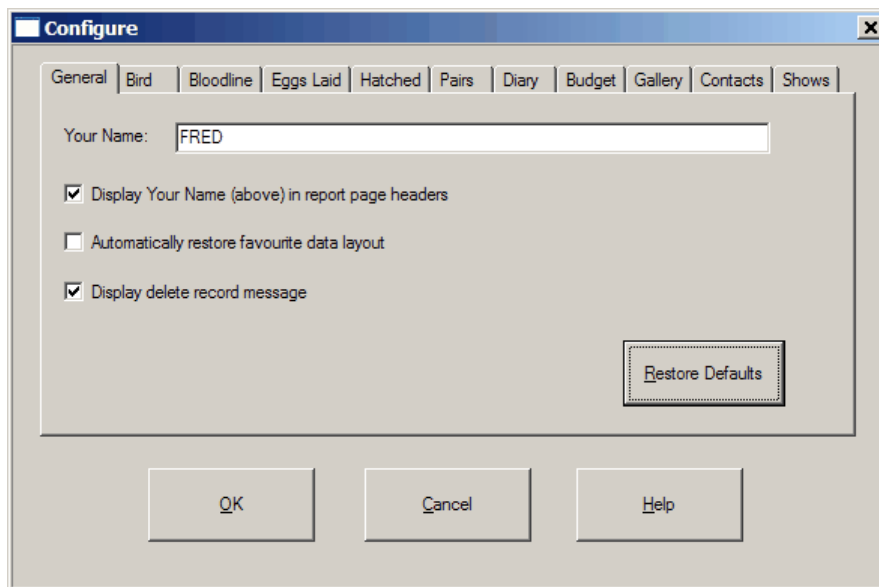 Configure
General Bird Bloodline Eggs Laid Hatched Pairs Diary Budget Gallery Contacts Shows
Your Name: FRED
Display Your Name (above) in report page headers
Automatically restore favourite data layout
Display delete record message
Restore Defaults
OK Cancel Help